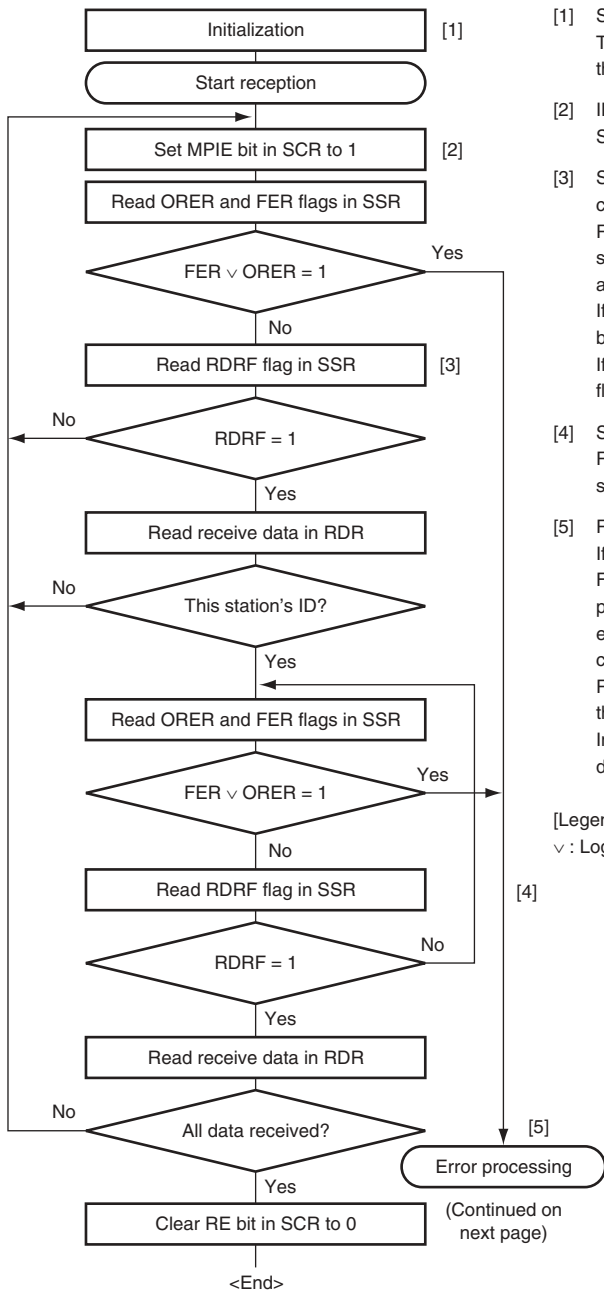 Initialization
[1]
Start reception
Set MPIE bit in SCR to 1
[2]
Read ORER and FER flags in SSR
FER ∨ ORER = 1
Yes
No
Read RDRF flag in SSR
[3]
RDRF = 1
No
Yes
Read receive data in RDR
This station's ID?
No
Yes
Read ORER and FER flags in SSR
FER ∨ ORER = 1
Yes
No
Read RDRF flag in SSR
[4]
RDRF = 1
No
Yes
Read receive data in RDR
All data received?
No
Yes
[5]
Error processing
(Continued on
next page)
Clear RE bit in SCR to 0
<End>
[1]
[2]
[3]
If
If
[4]
[5]
If
∨ :